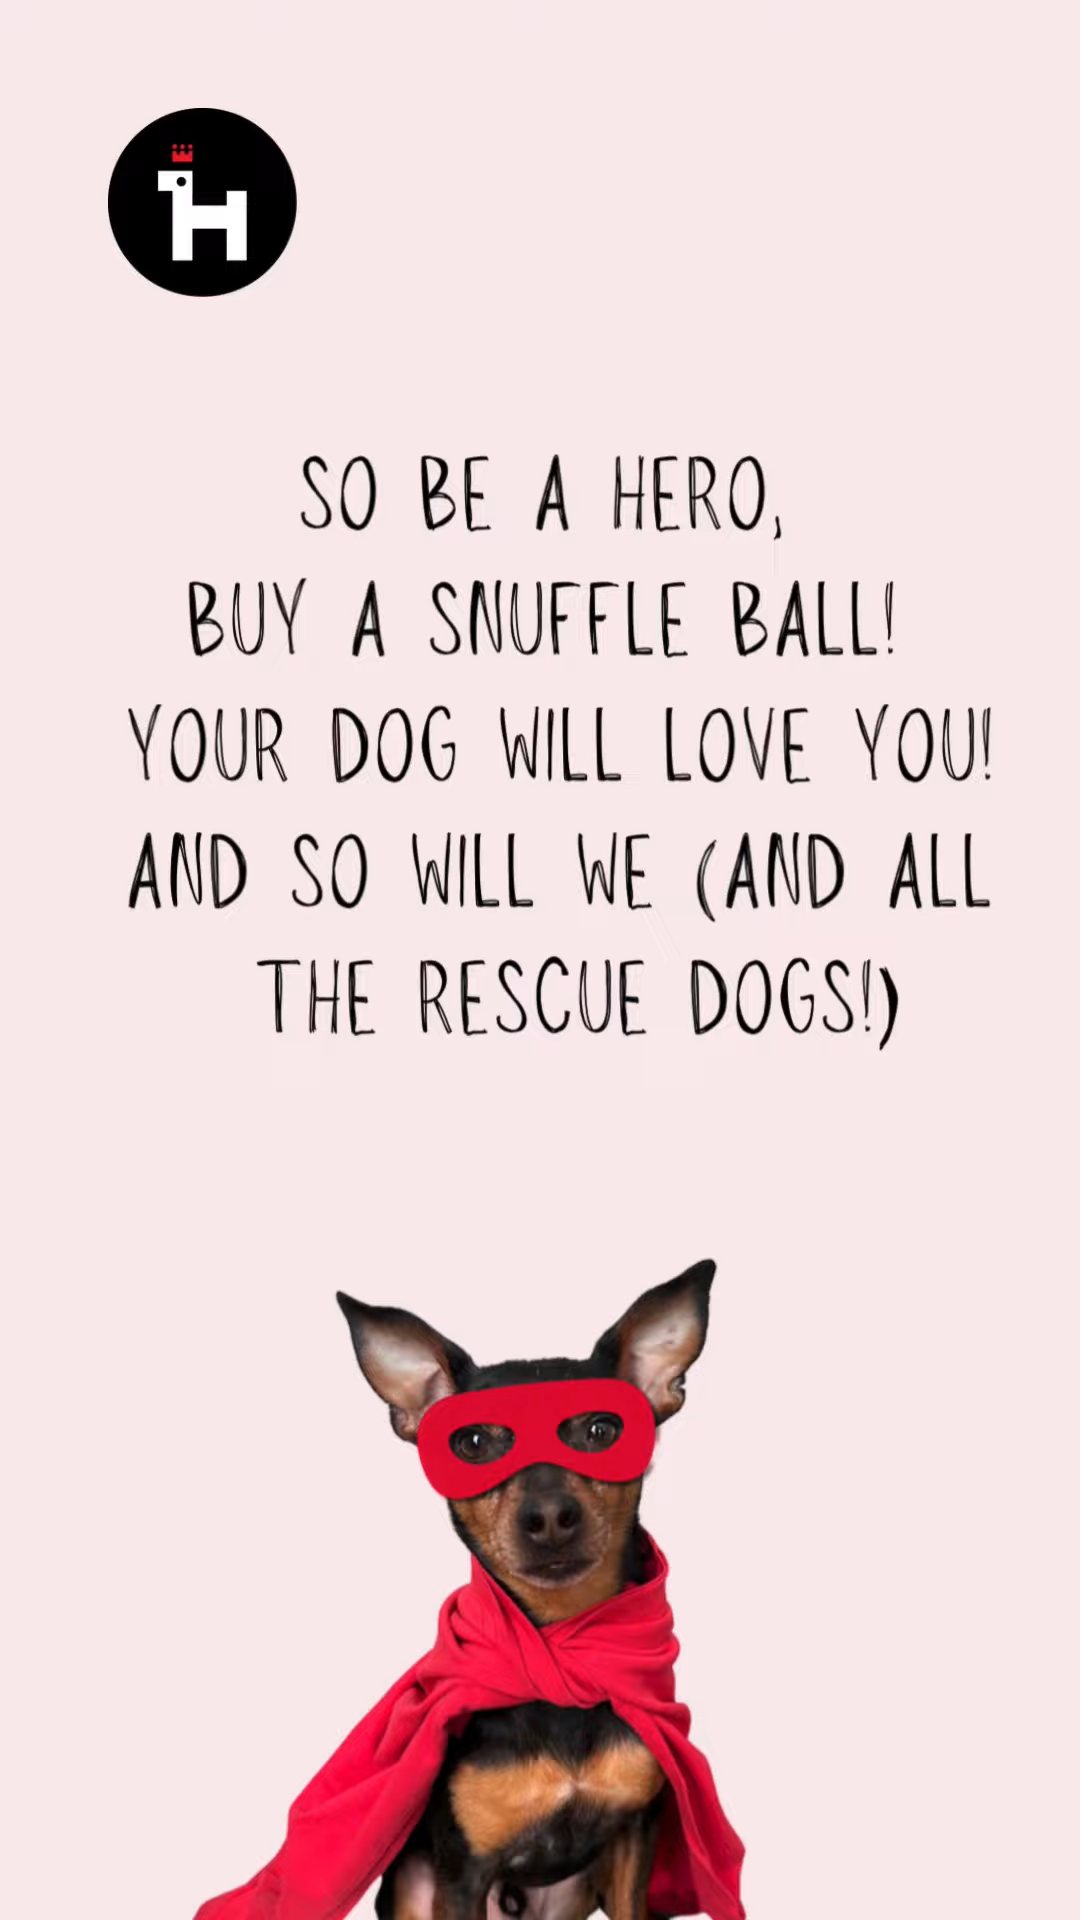 SO BE A HERO,
BUY A SNUFFLE BALL!
YOUR DOG WILL LOVE YOU!
AND SO WILL WE (AND ALL
THE RESCUE DOGS!)